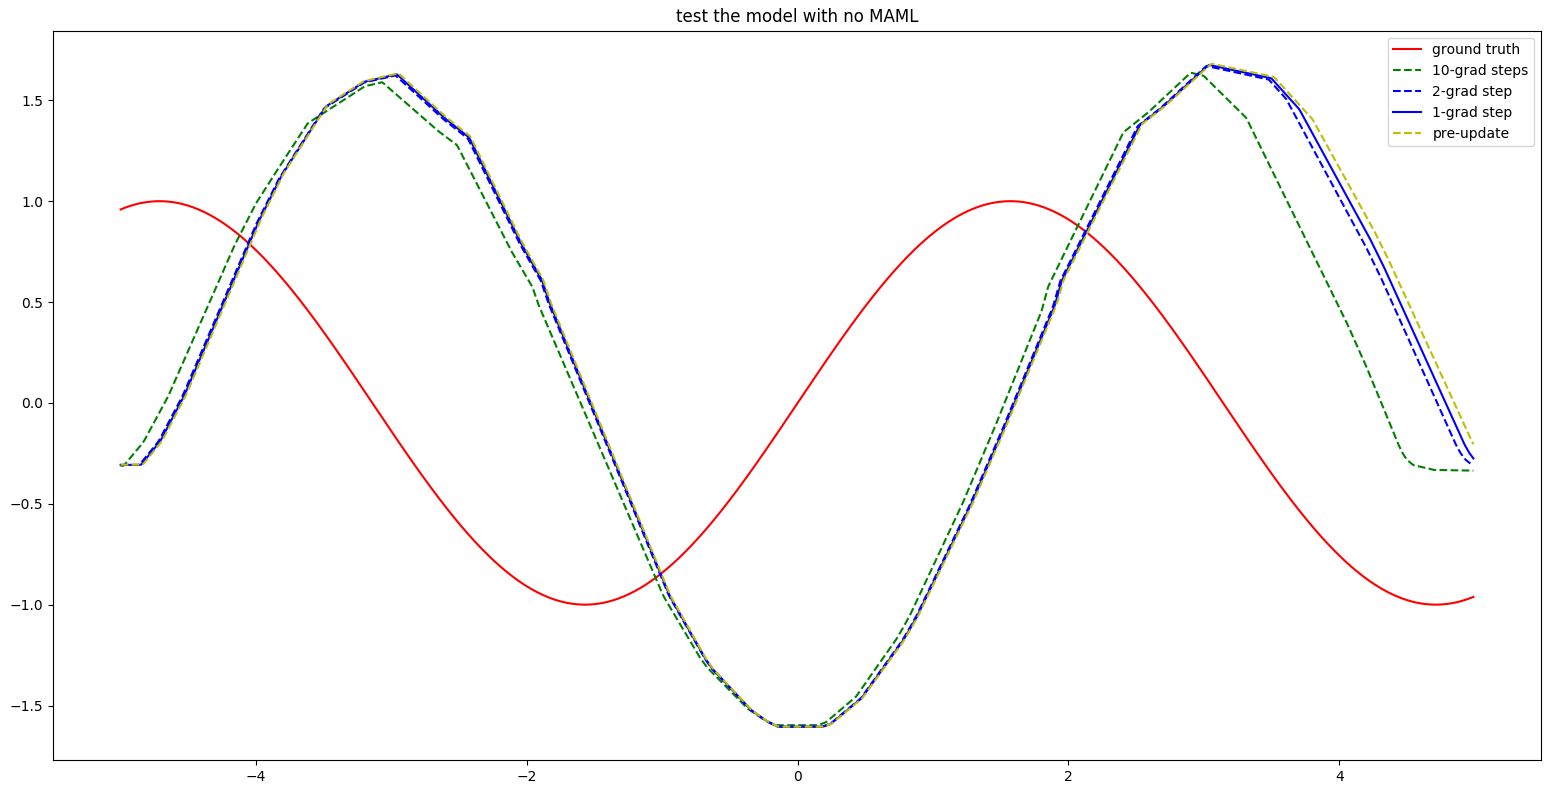 test the model with no MAML
ground truth
10-grad steps
2-grad step
1-grad step
pre-update
1.5
1.0
0.5
0.0
−0.5
−1.0
−1.5
−4
−2
0
2
4